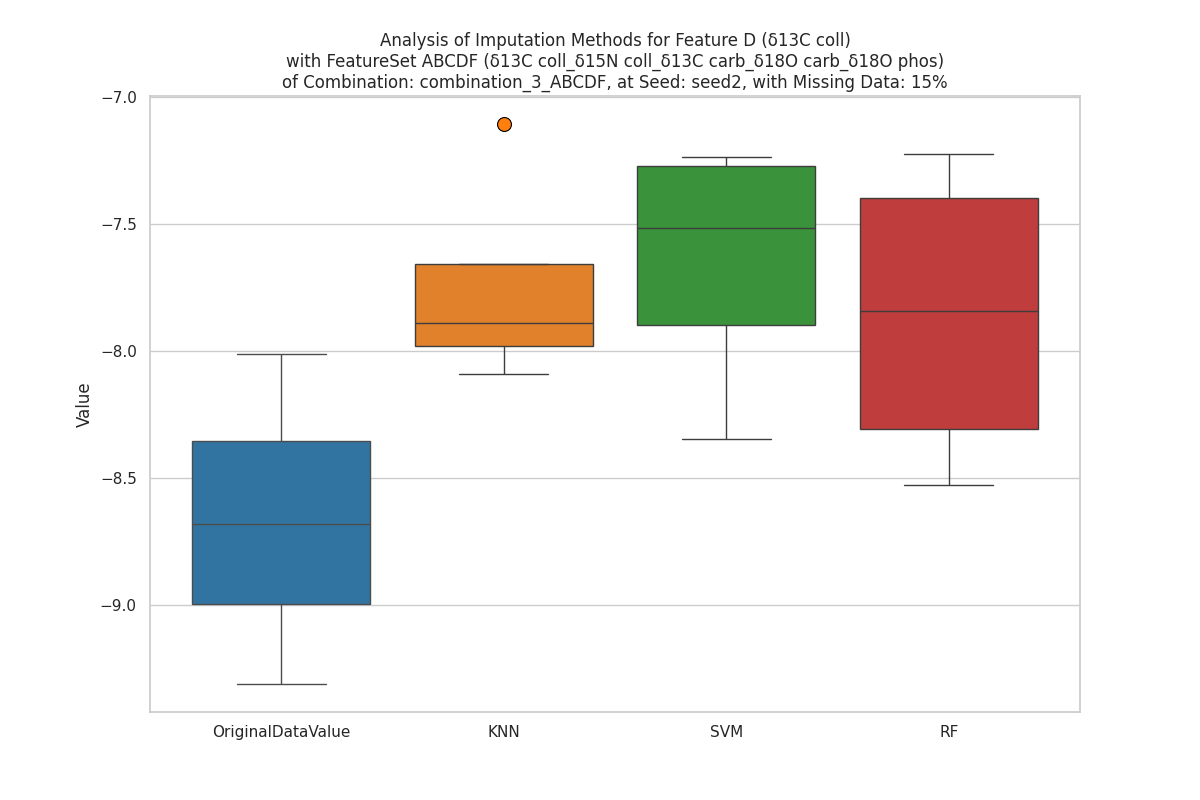 Analysis of Imputation Methods for Feature D (δ13C coll)
with FeatureSet ABCDF (δ13C coll_δ15N coll_δ13C carb_δ18O carb_δ18O phos)
of Combination: combination_3_ABCDF, at Seed: seed2, with Missing Data: 15%
−7.0
−7.5
−8.0
−8.5
−9.0
Value
OriginalDataValue
KNN
SVM
RF